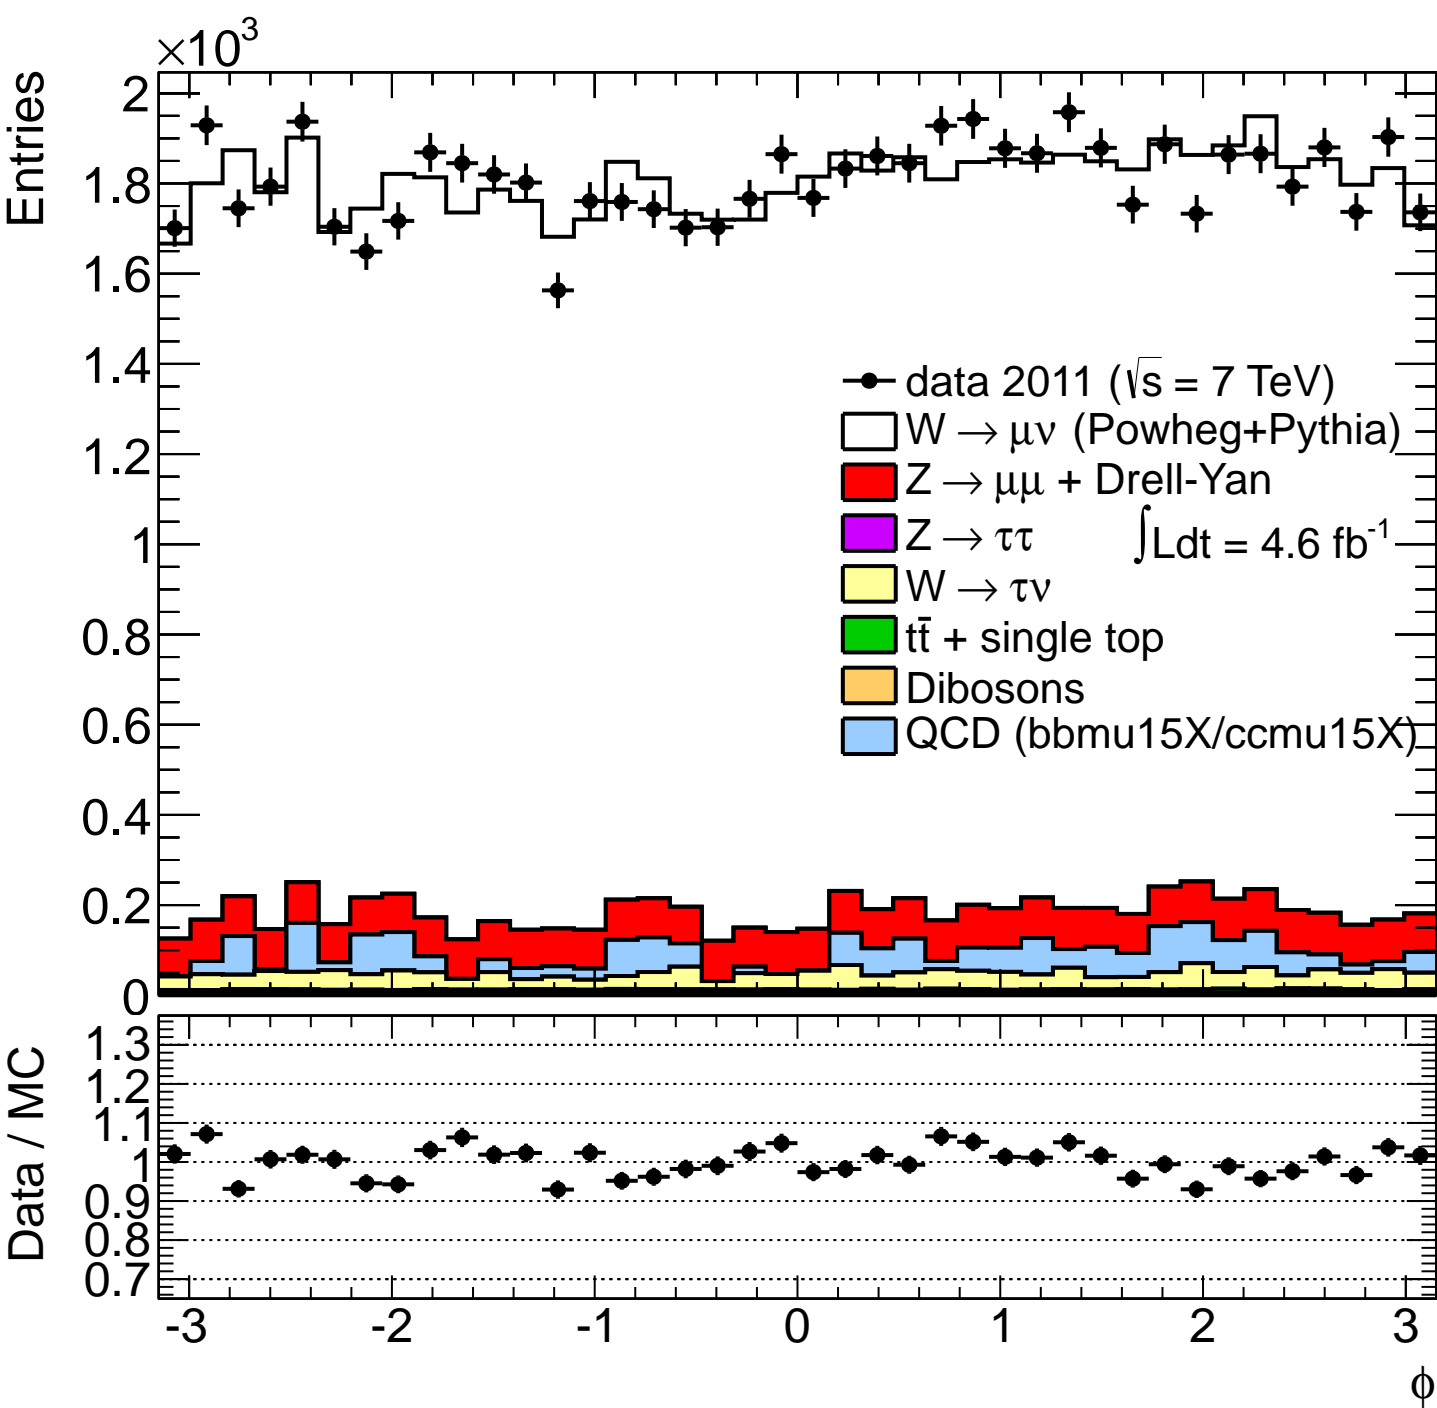 ×10³
Entries
2
1.8
1.6
1.4
1.2
1
0.8
0.6
0.4
0.2
0
data 2011 (√s = 7 TeV)
W → μν (Powheg+Pythia)
Z → μμ + Drell-Yan
Z → ττ
∫Ldt = 4.6 fb⁻¹
W → τν
tt̄ + single top
Dibosons
QCD (bbmu15X/ccmu15X)
Data / MC
1.3
1.2
1.1
1
0.9
0.8
0.7
-3 -2 -1 0 1 2 3
ϕ